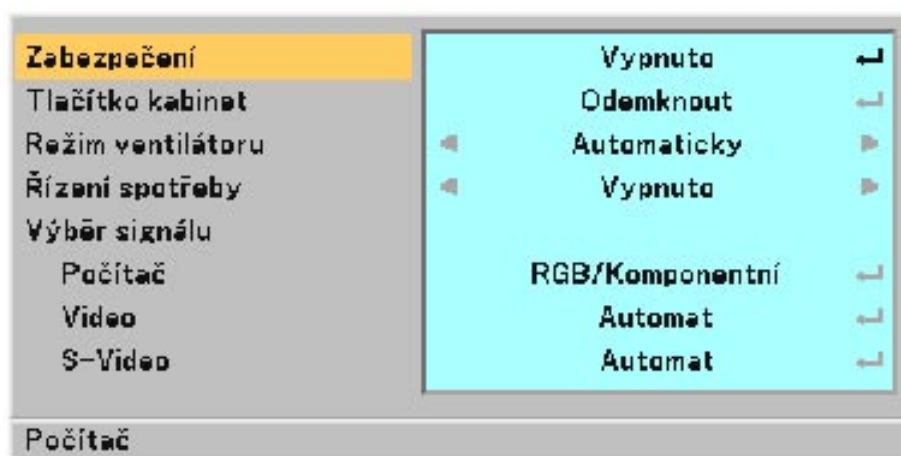 Zabezpečení Vypnuto
Tlačítko kabinet Odemknout
Režim ventilátoru Automaticky
Řízení spotřeby Vypnuto
Výběr signálu
Počítač RGB/Komponentní
Video Automat
S-Video Automat
Počítač